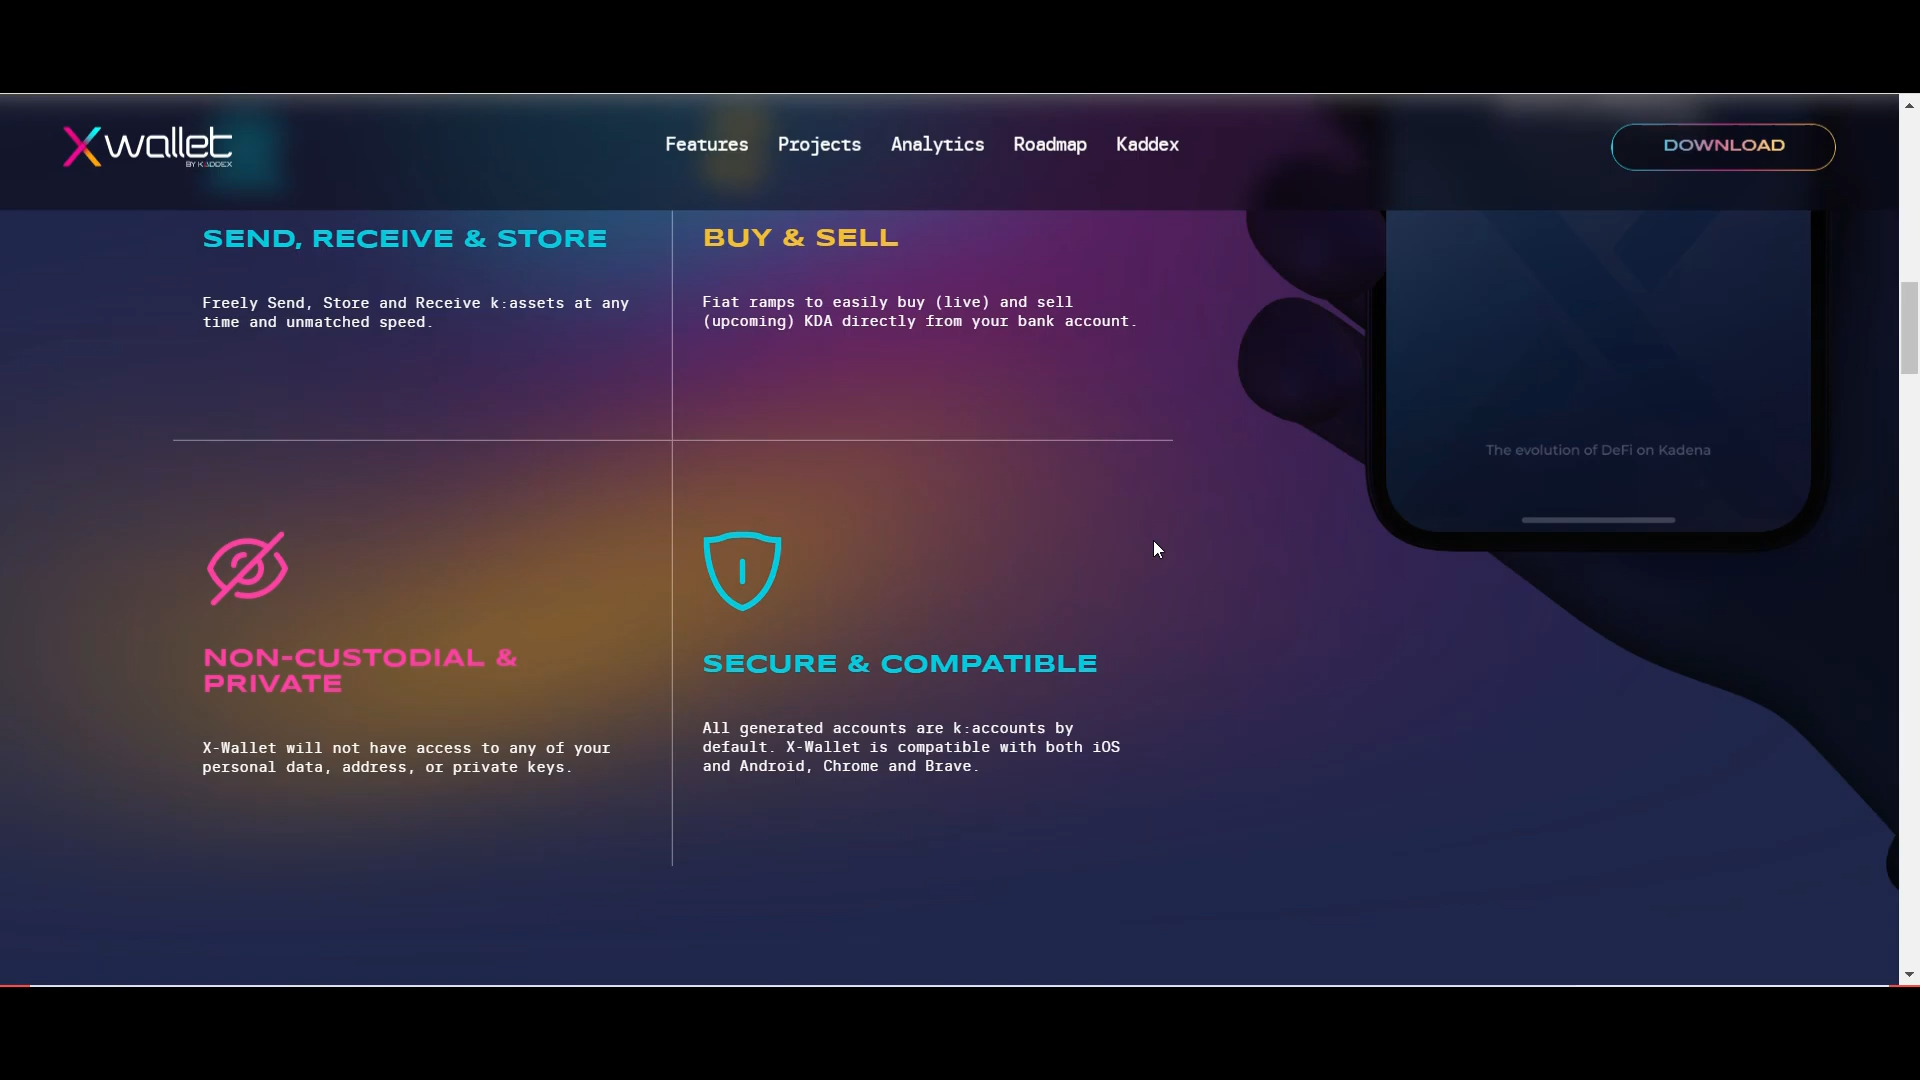 Xwallet
BY KADDEX
Features
Projects
Analytics
Roadmap
Kaddex
DOWNLOAD
SEND, RECEIVE & STORE
Freely Send, Store and Receive k:assets at any
time and unmatched speed.
BUY & SELL
Fiat ramps to easily buy (live) and sell
(upcoming) KDA directly from your bank account.
The evolution of DeFi on Kadena
NON-CUSTODIAL &
PRIVATE
X-Wallet will not have access to any of your
personal data, address, or private keys.
SECURE & COMPATIBLE
All generated accounts are k:accounts by
default. X-Wallet is compatible with both iOS
and Android, Chrome and Brave.